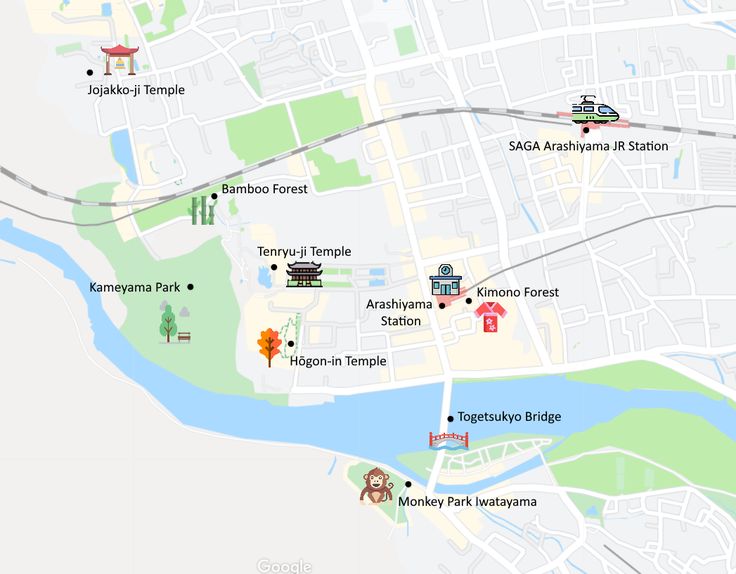 Jojakko-ji Temple
SAGA Arashiyama JR Station
Bamboo Forest
Tenryu-ji Temple
Kameyama Park
Arashiyama
Station
Kimono Forest
Hōgon-in Temple
Togetsukyo Bridge
Monkey Park Iwatayama
Google